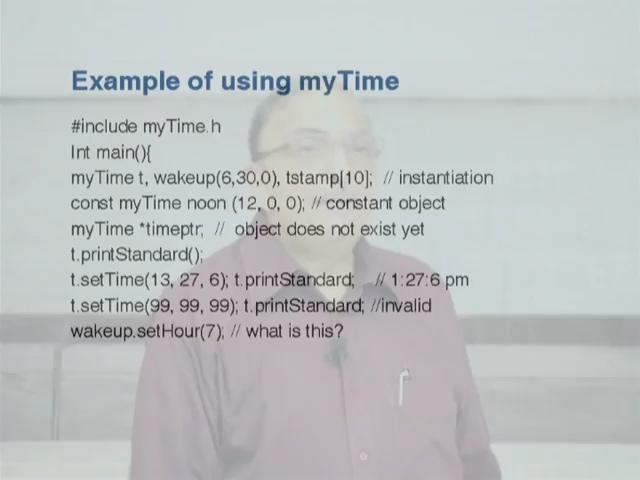 Example of using myTime
#include myTime.h
Int main(){
myTime t, wakeup(6,30,0), tstamp[10]; // instantiation
const myTime noon (12, 0, 0); // constant object
myTime *timeptr; // object does not exist yet
t.printStandard();
t.setTime(13, 27, 6); t.printStandard; // 1:27:6 pm
t.setTime(99, 99, 99); t.printStandard; //invalid
wakeup.setHour(7); // what is this?